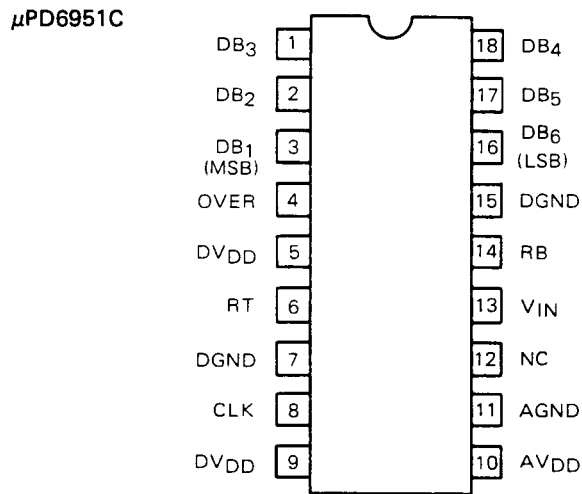 μPD6951C
DB3 1 18 DB4
DB2 2 17 DB5
DB1 (MSB) 3 16 DB6 (LSB)
OVER 4 15 DGND
DVDD 5 14 RB
RT 6 13 VIN
DGND 7 12 NC
CLK 8 11 AGND
DVDD 9 10 AVDD